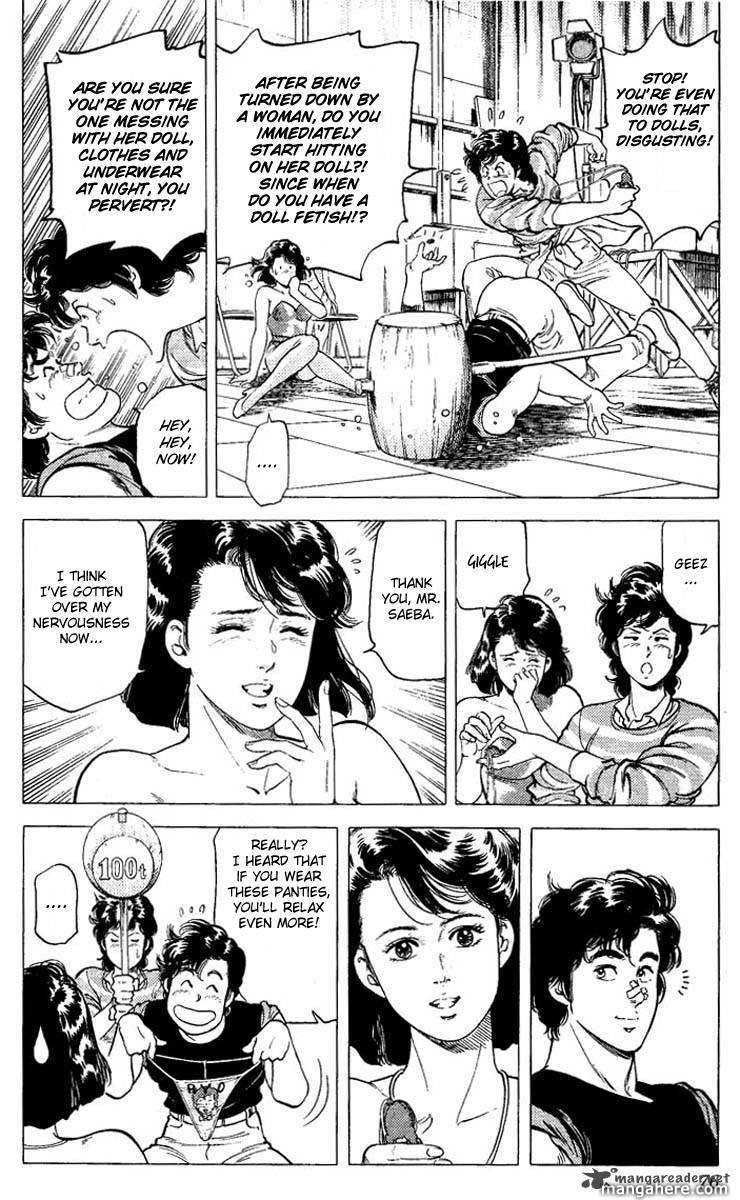 STOP!
YOU'RE EVEN
DOING THAT
TO DOLLS,
DISGUSTING!
AFTER BEING
TURNED DOWN BY
A WOMAN, DO YOU
IMMEDIATELY
START HITTING
ON HER DOLL?!
SINCE WHEN
DO YOU HAVE A
DOLL FETISH!?
....
ARE YOU SURE
YOU'RE NOT THE
ONE MESSING
WITH HER DOLL,
CLOTHES AND
UNDERWEAR
AT NIGHT, YOU
PERVERT?!
HEY,
HEY,
NOW!
GEEZ
...
GIGGLE
THANK
YOU, MR.
SAEBA.
I THINK
I'VE GOTTEN
OVER MY
NERVOUSNESS
NOW...
REALLY?
I HEARD THAT
IF YOU WEAR
THESE PANTIES,
YOU'LL RELAX
EVEN MORE!
100t
....
mangareader.net
mangahere.com